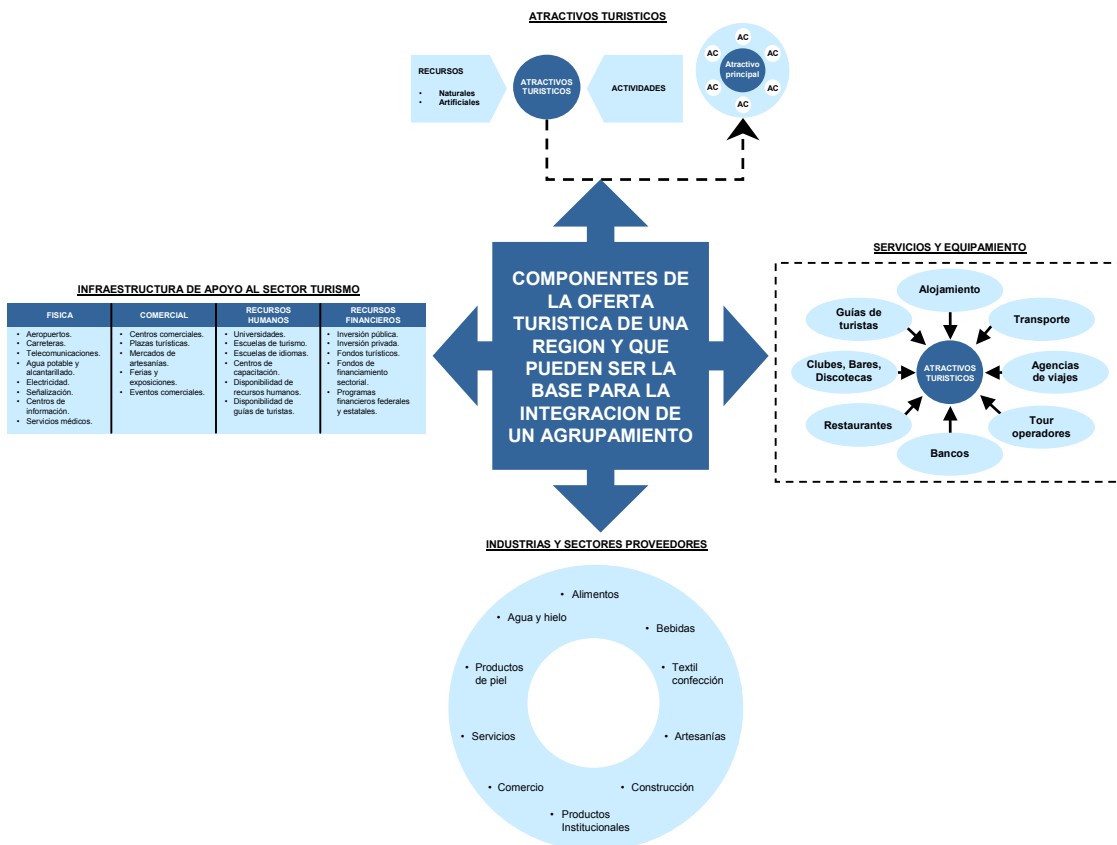 ATRACTIVOS TURISTICOS
RECURSOS
• Naturales
• Artificiales
ATRACTIVOS
TURISTICOS
ACTIVIDADES
AC
AC
AC
Atractivo
principal
AC
AC
AC
COMPONENTES DE
LA OFERTA
TURISTICA DE UNA
REGION Y QUE
PUEDEN SER LA
BASE PARA LA
INTEGRACION DE
UN AGRUPAMIENTO
INFRAESTRUCTURA DE APOYO AL SECTOR TURISMO
FISICA
• Aeropuertos.
• Carreteras.
• Telecomunicaciones.
• Agua potable y
alcantarillado.
• Electricidad.
• Señalización.
• Centros de
información.
• Servicios médicos.
COMERCIAL
• Centros comerciales.
• Plazas turísticas.
• Mercados de
artesanías.
• Ferias y
exposiciones.
• Eventos comerciales.
RECURSOS
HUMANOS
• Universidades.
• Escuelas de turismo.
• Escuelas de idiomas.
• Centros de
capacitación.
• Disponibilidad de
recursos humanos.
• Disponibilidad de
guías de turistas.
RECURSOS
FINANCIEROS
• Inversión pública.
• Inversión privada.
• Fondos turísticos.
• Fondos de
financiamiento
sectorial.
• Programas
financieros federales
y estatales.
SERVICIOS Y EQUIPAMIENTO
Alojamiento
Guías de
turistas
Transporte
Clubes, Bares,
Discotecas
ATRACTIVOS
TURISTICOS
Agencias
de viajes
Restaurantes
Tour
operadores
Bancos
INDUSTRIAS Y SECTORES PROVEEDORES
• Alimentos
• Agua y hielo
• Bebidas
• Productos
de piel
• Textil
confección
• Servicios
• Artesanías
• Comercio
• Construcción
• Productos
Institucionales